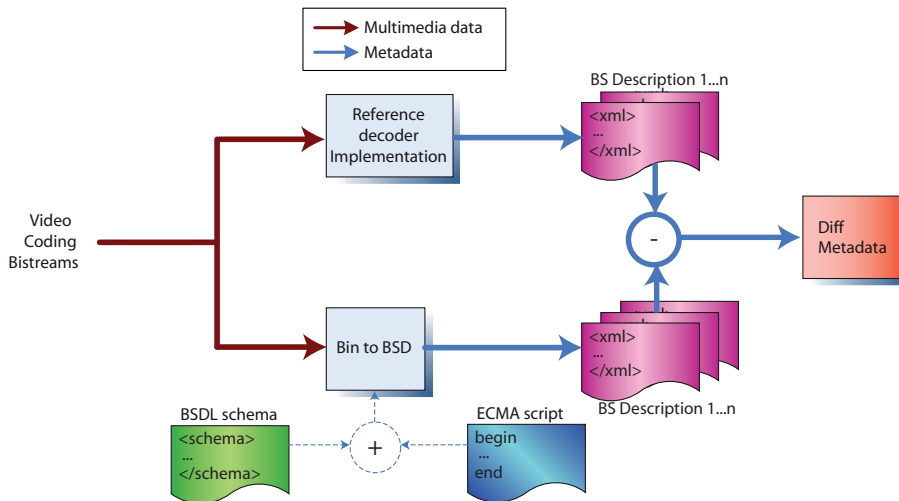 Multimedia data
Metadata
BS Description 1...n
<xml>
...
</xml>
Reference
decoder
Implementation
Video
Coding
Bistreams
-
Diff
Metadata
Bin to BSD
<xml>
...
</xml>
BS Description 1...n
BSDL schema
<schema>
...
</schema>
+
ECMA script
begin
...
end